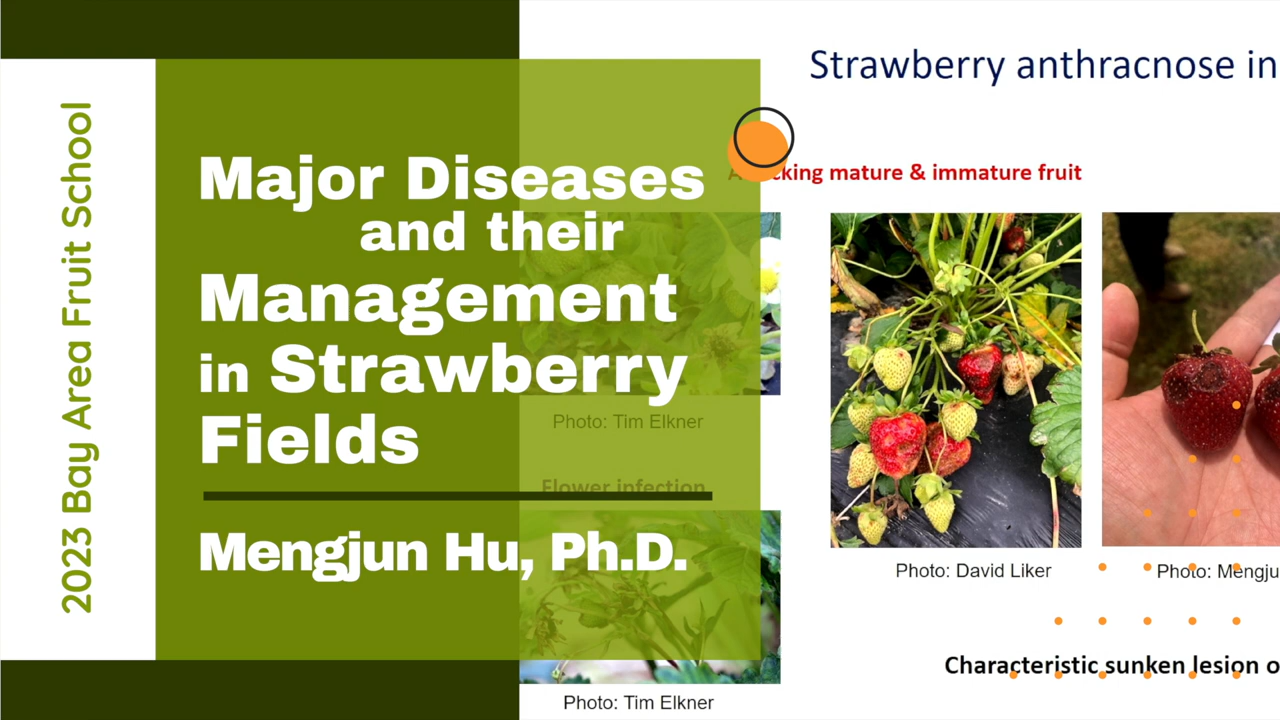 2023 Bay Area Fruit School
Major Diseases
and their
Management
in Strawberry
Fields
Mengjun Hu, Ph.D.
Strawberry anthracnose in
mature & immature fruit
Photo: Tim Elkner
Flower infection
Photo: Tim Elkner
Photo: David Liker
Photo: Mengju
Characteristic sunken lesion o